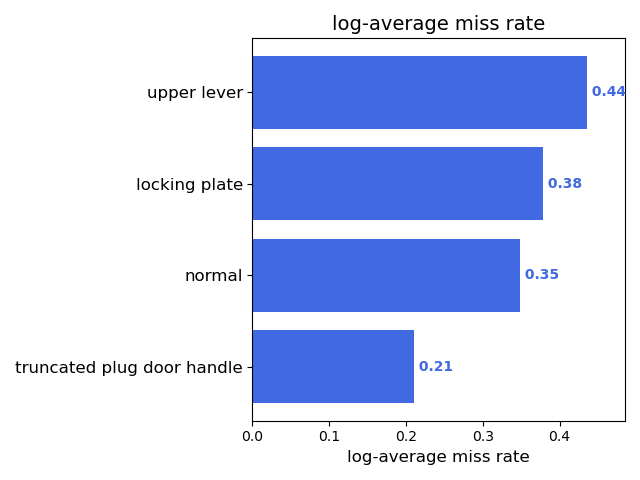 log-average miss rate
upper lever
0.44
locking plate
0.38
normal
0.35
truncated plug door handle
0.21
0.0 0.1 0.2 0.3 0.4
log-average miss rate